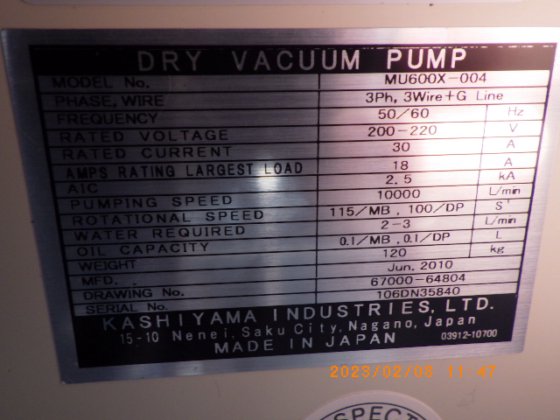 DRY VACUUM PUMP
MODEL No. MU600X-004
PHASE, WIRE 3Ph, 3Wire+G Line
FREQUENCY 50/60 Hz
RATED VOLTAGE 200-220 V
RATED CURRENT 30 A
AMPS RATING LARGEST LOAD 18 A
AIC 2.5 kA
PUMPING SPEED 10000 L/min
ROTATIONAL SPEED 115/MB, 100/DP S⁻¹
WATER REQUIRED 2-3 L/min
OIL CAPACITY 0.1/MB, 0.1/DP L
WEIGHT 120 kg
MFD. Jun. 2010
DRAWING No. 67000-64804
SERIAL No. 106DN35840
KASHIYAMA INDUSTRIES, LTD.
15-10 Nenei, Saku City, Nagano, Japan
MADE IN JAPAN 03912-10700
2023/02/08 11:47